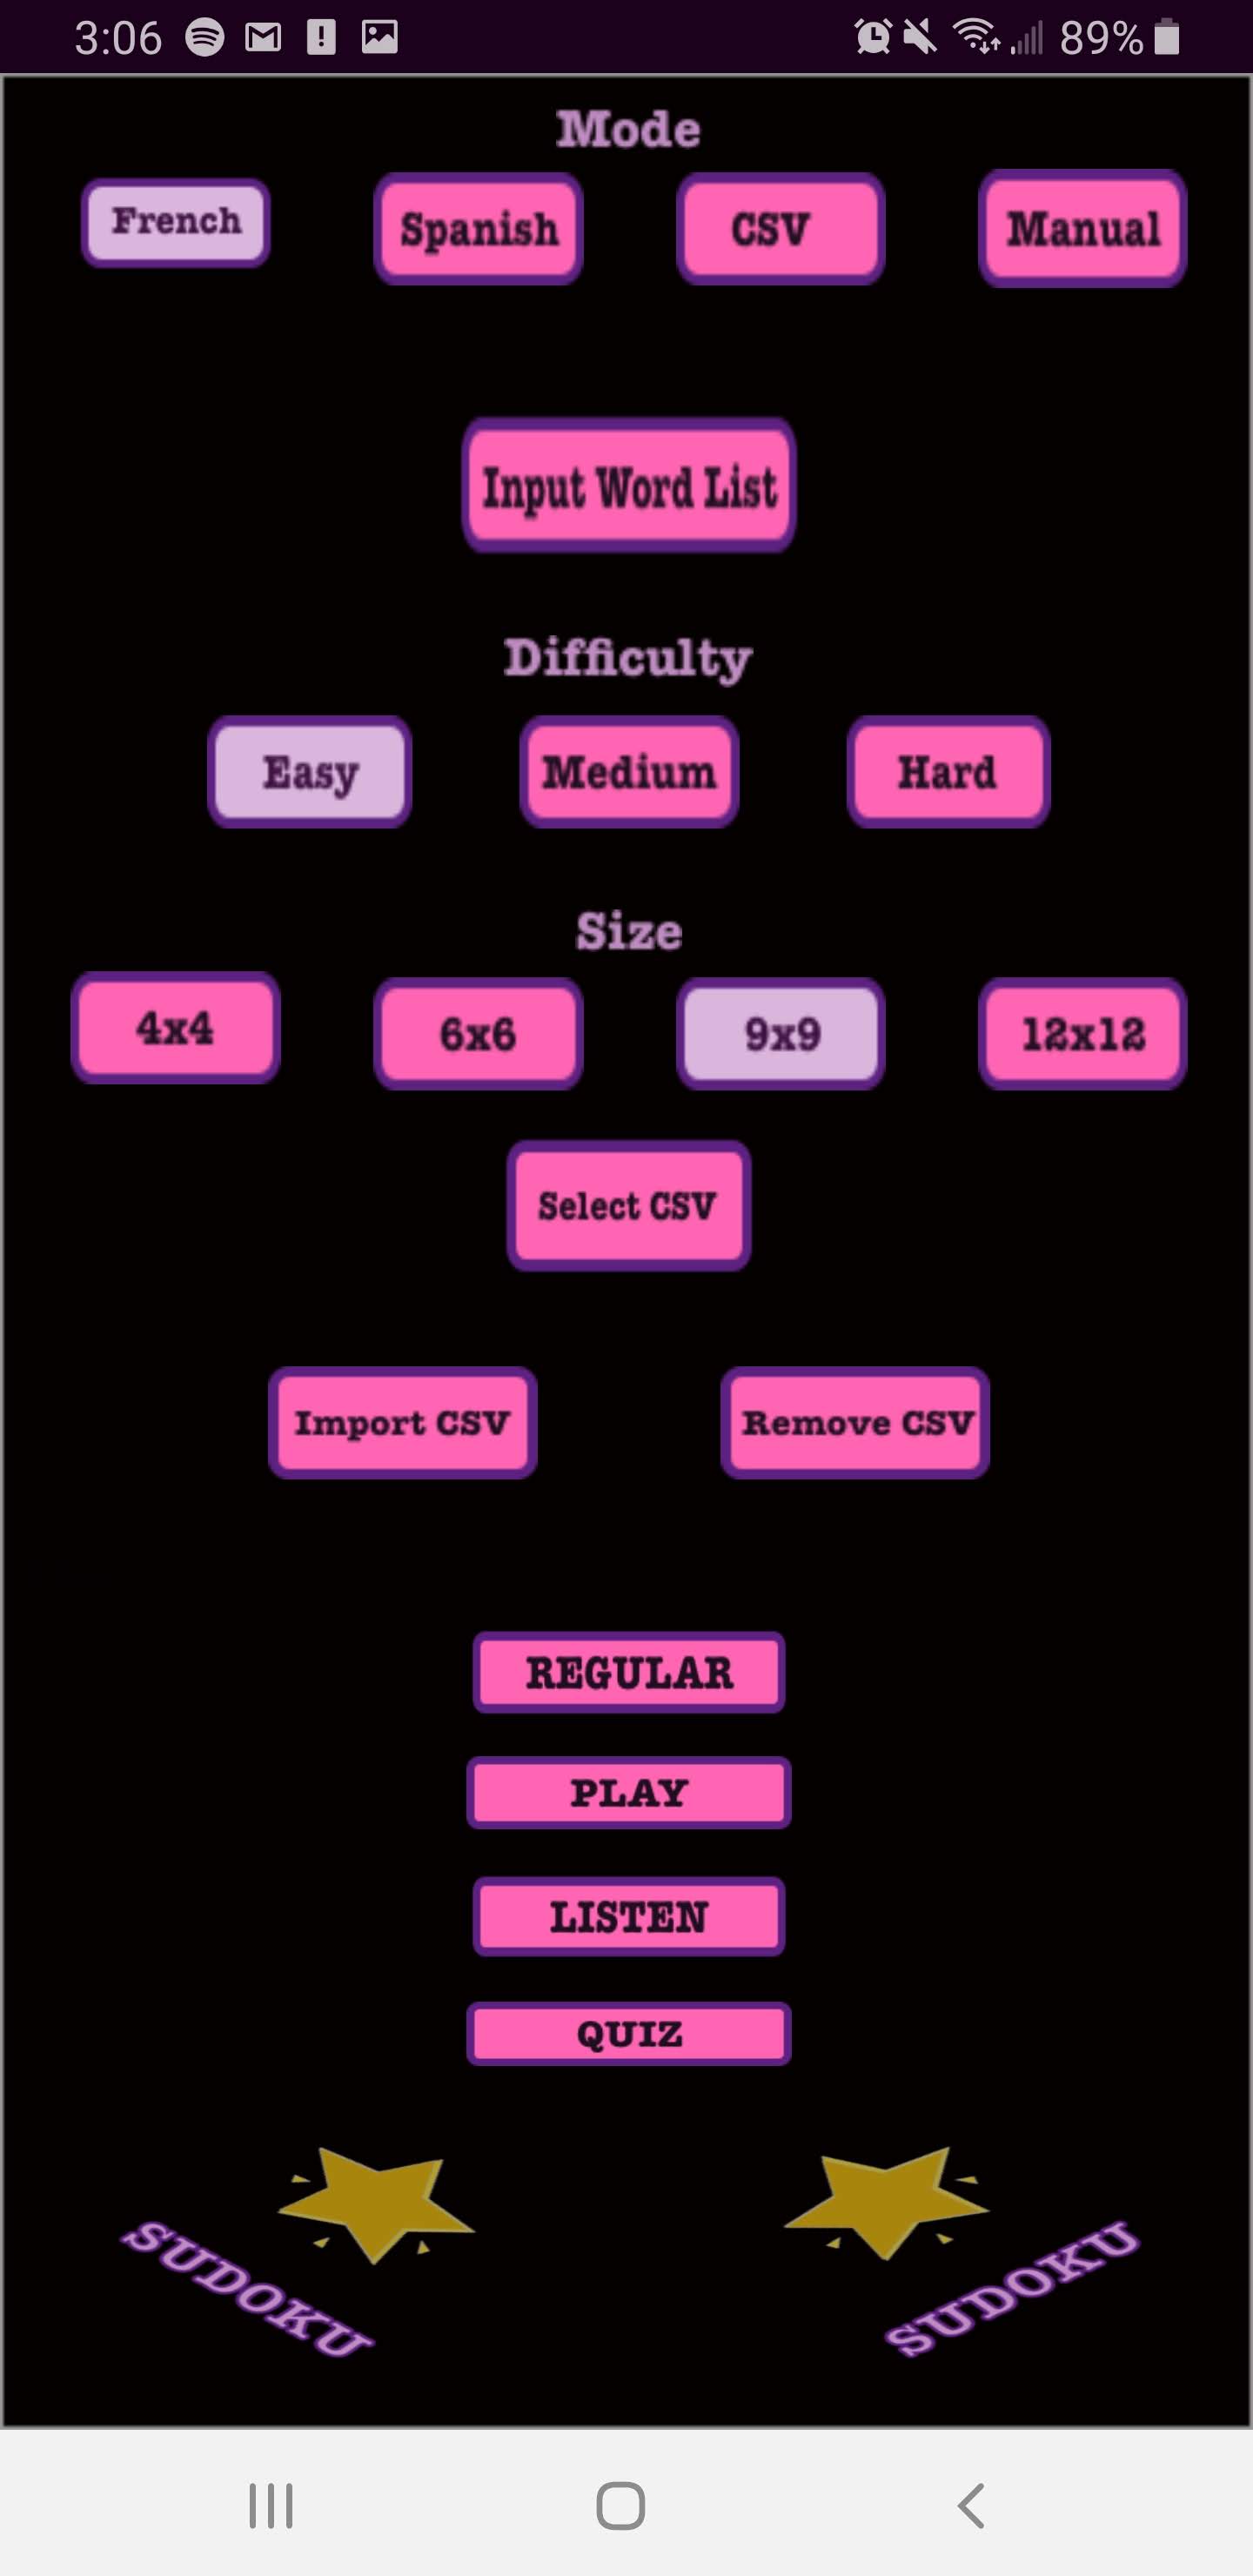 3:06 89%
Mode
French Spanish CSV Manual
Input Word List
Difficulty
Easy Medium Hard
Size
4x4 6x6 9x9 12x12
Select CSV
Import CSV Remove CSV
REGULAR
PLAY
LISTEN
QUIZ
SUDOKU SUDOKU